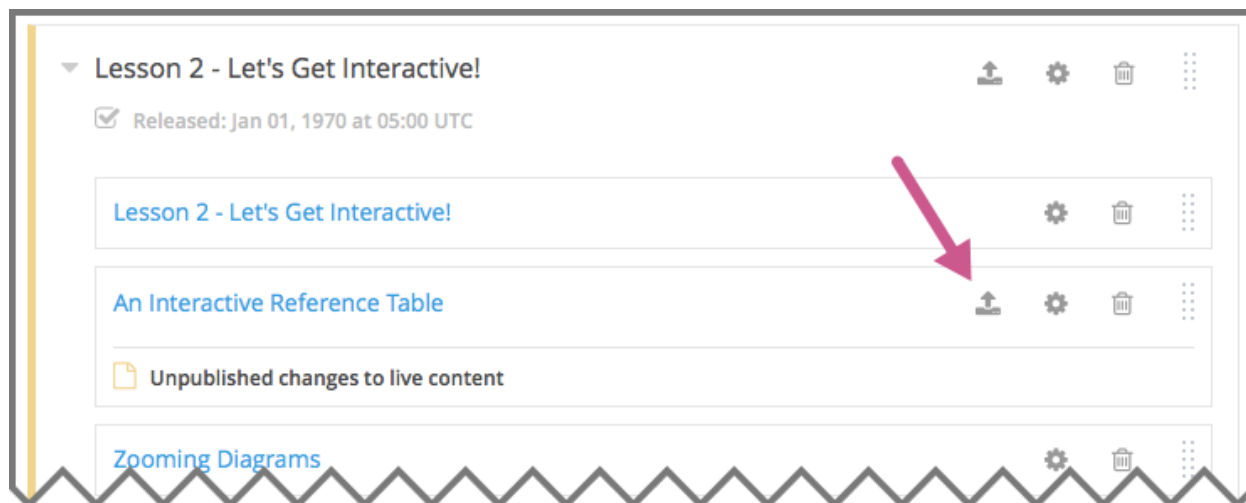 Lesson 2 - Let's Get Interactive!
Released: Jan 01, 1970 at 05:00 UTC
Lesson 2 - Let's Get Interactive!
An Interactive Reference Table
Unpublished changes to live content
Zooming Diagrams